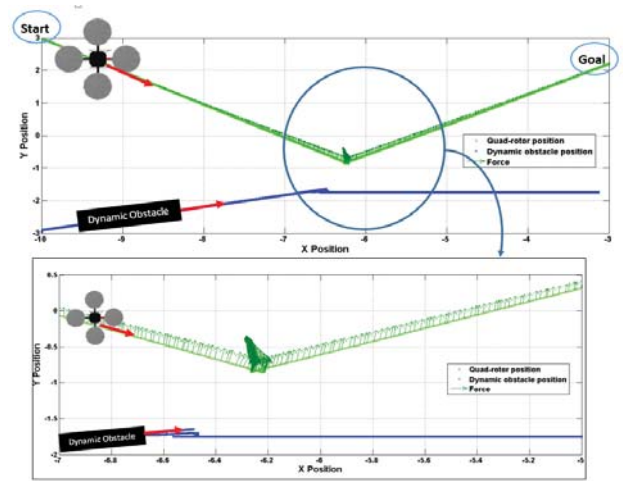 Start
Goal
3
2
1
0
-1
-2
-3
Y Position
Quad-rotor position
Dynamic obstacle position
Force
Dynamic Obstacle
-10
-9
-8
-7
-6
-5
-4
-3
X Position
0.5
0
-0.5
-1
-1.5
-2
Y Position
Quad-rotor position
Dynamic obstacle position
Force
Dynamic Obstacle
-7
-6.8
-6.6
-6.4
-6.2
-6
-5.8
-5.6
-5.4
-5.2
-5
X Position